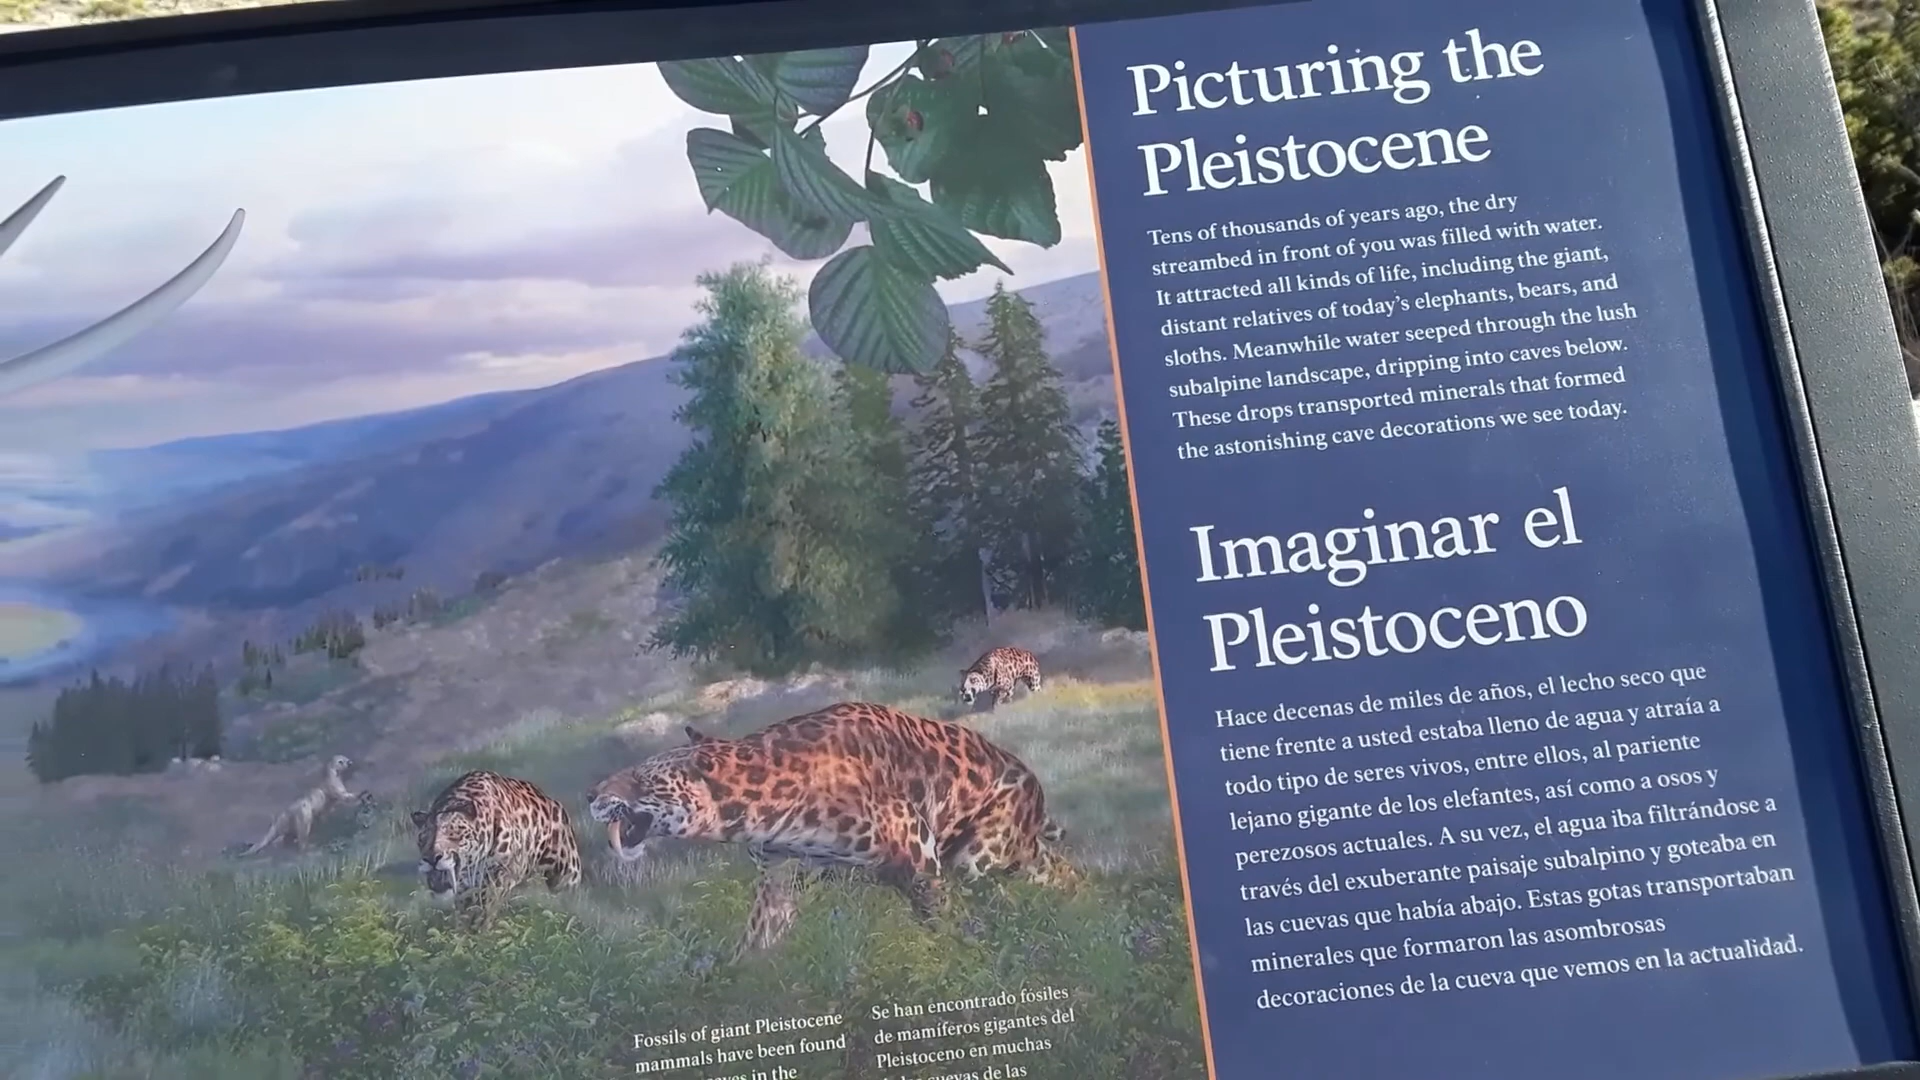 Picturing the
Pleistocene
Tens of thousands of years ago, the dry
streambed in front of you was filled with water.
It attracted all kinds of life, including the giant,
distant relatives of today’s elephants, bears, and
sloths. Meanwhile water seeped through the lush
subalpine landscape, dripping into caves below.
These drops transported minerals that formed
the astonishing cave decorations we see today.
Imaginar el
Pleistoceno
Hace decenas de miles de años, el lecho seco que
tiene frente a usted estaba lleno de agua y atraía a
todo tipo de seres vivos, entre ellos, al pariente
lejano gigante de los elefantes, así como a osos y
perezosos actuales. A su vez, el agua iba filtrándose a
través del exuberante paisaje subalpino y goteaba en
las cuevas que había abajo. Estas gotas transportaban
minerales que formaron las asombrosas
decoraciones de la cueva que vemos en la actualidad.
Fossils of giant Pleistocene
mammals have been found
in the
Se han encontrado fósiles
de mamíferos gigantes del
Pleistoceno en muchas
cuevas de las